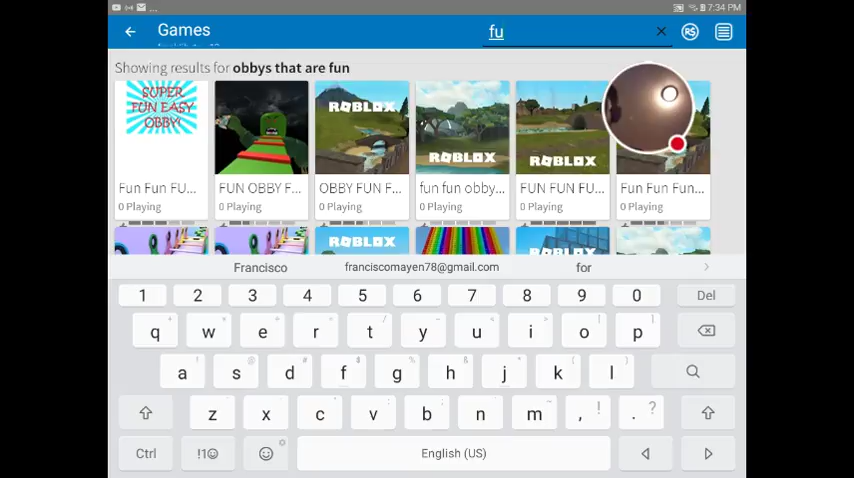 7:34 PM
Games
fu
R$
Showing results for obbys that are fun
SUPER
FUN EASY
OBBY!
ROBLOX
ROBLOX
ROBLOX
Fun Fun FU...
FUN OBBY F...
OBBY FUN F...
fun fun obby...
FUN FUN FU...
Fun Fun Fun...
0 Playing
0 Playing
0 Playing
0 Playing
0 Playing
0 Playing
ROBLOX
ROBLOX
Francisco
franciscomayen78@gmail.com
for
1 2 3 4 5 6 7 8 9 0 Del
q w e r t y u i o p
a s d f g h j k l
z x c v b n m , ! . ?
Ctrl !1☺ English (US)